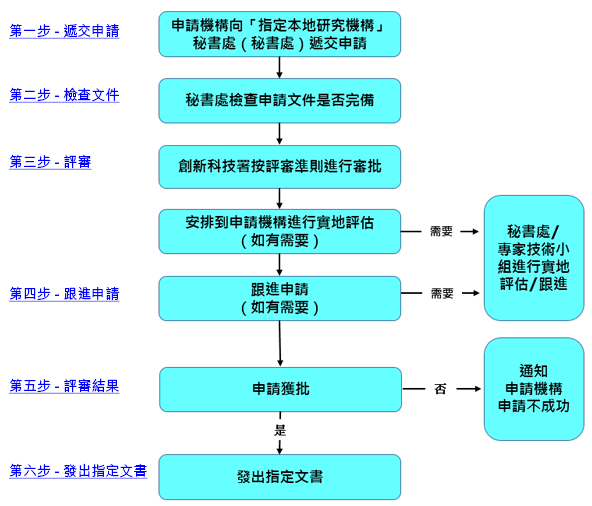 第一步 - 遞交申請
申請機構向「指定本地研究機構」
秘書處（秘書處）遞交申請
第二步 - 檢查文件
秘書處檢查申請文件是否完備
第三步 - 評審
創新科技署按評審準則進行審批
安排到申請機構進行實地評估
（如有需要）
需要
秘書處/
專家技術小
組進行實地
評估/跟進
第四步 - 跟進申請
跟進申請
（如有需要）
需要
第五步 - 評審結果
申請獲批
否
通知
申請機構
申請不成功
是
第六步 - 發出指定文書
發出指定文書